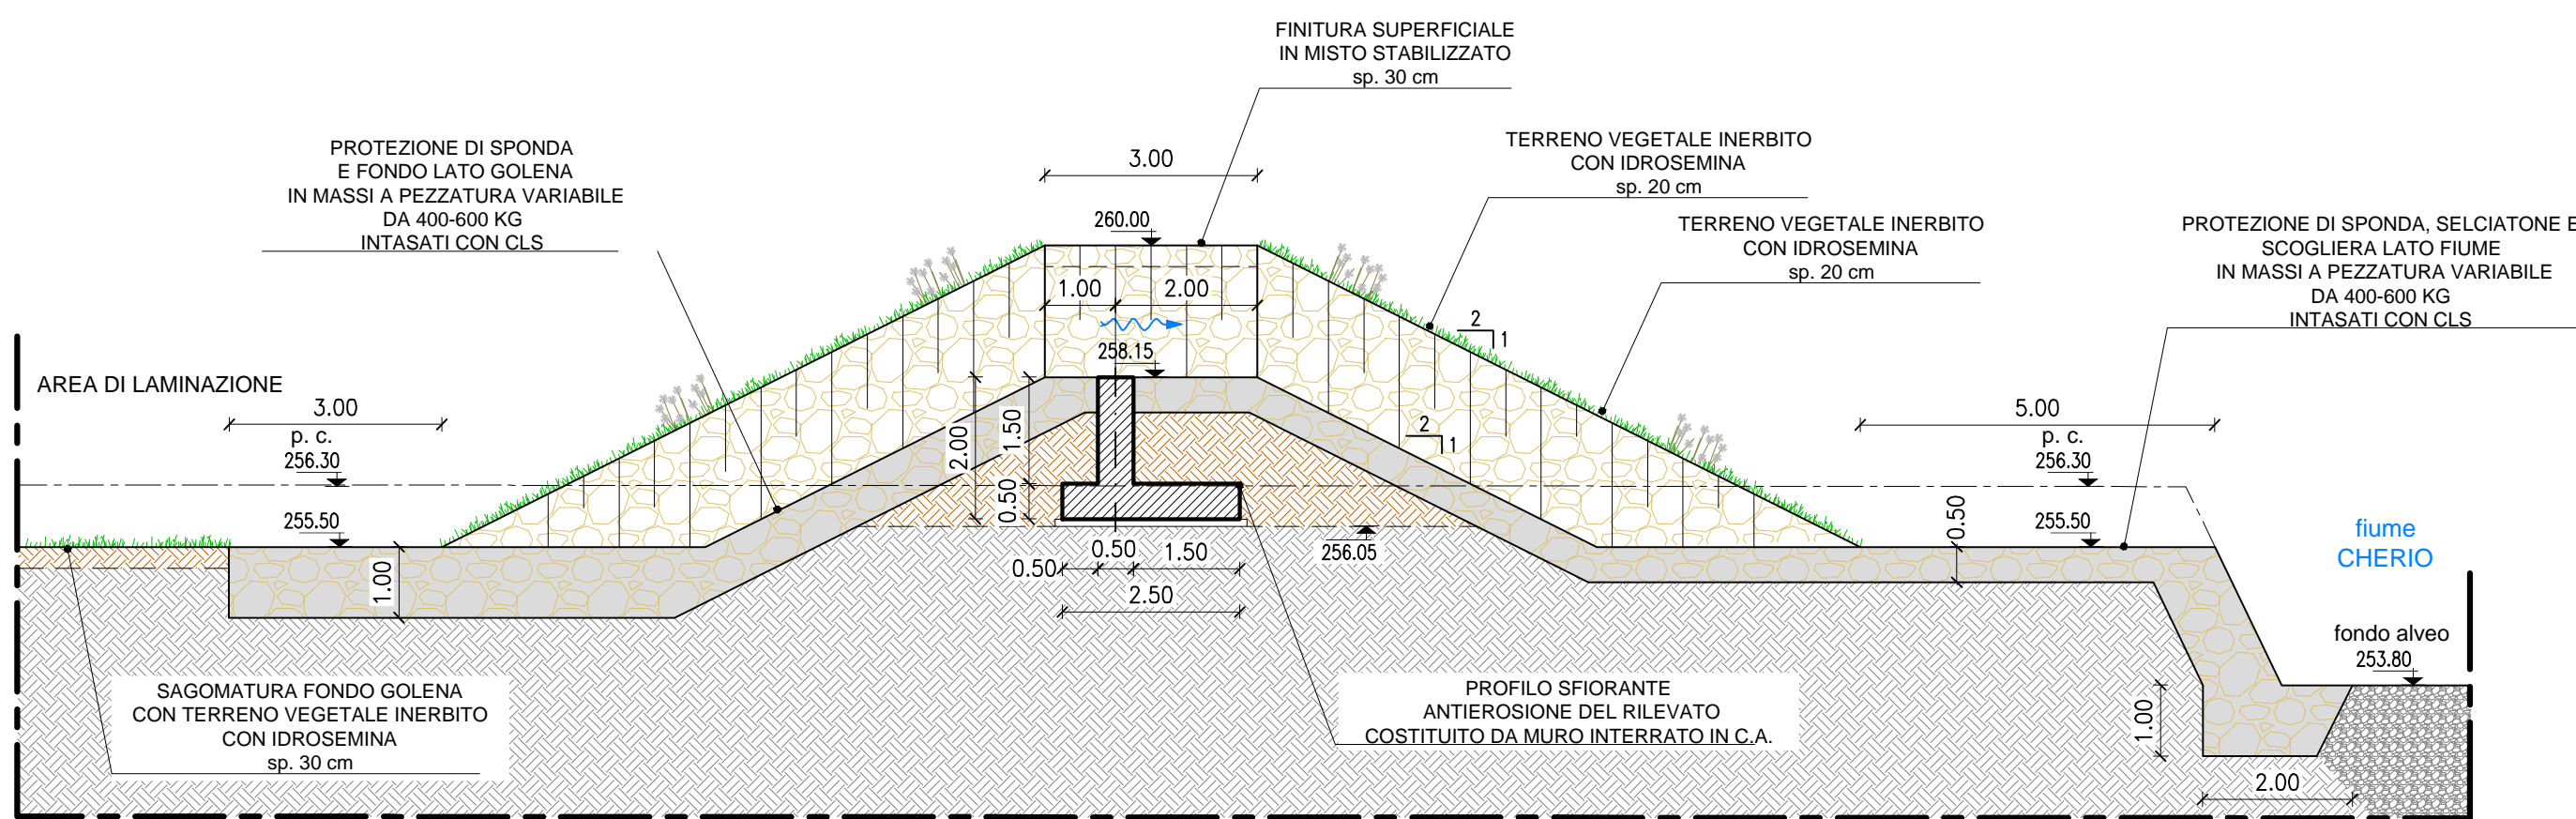 FINITURA SUPERFICIALE
IN MISTO STABILIZZATO
sp. 30 cm
PROTEZIONE DI SPONDA
E FONDO LATO GOLENA
IN MASSI A PEZZATURA VARIABILE
DA 400-600 KG
INTASATI CON CLS
3.00
TERRENO VEGETALE INERBITO
CON IDROSEMINA
sp. 20 cm
TERRENO VEGETALE INERBITO
CON IDROSEMINA
sp. 20 cm
PROTEZIONE DI SPONDA, SELCIATONE E
SCOGLIERA LATO FIUME
IN MASSI A PEZZATURA VARIABILE
DA 400-600 KG
INTASATI CON CLS
260.00
1.00
2.00
2
1
258.15
AREA DI LAMINAZIONE
3.00
p. c.
256.30
255.50
1.00
2.00
1.50
0.50
2
1
5.00
p. c.
256.30
0.50
255.50
256.05
0.50
0.50
1.50
2.50
fiume
CHERIO
fondo alveo
253.80
1.00
2.00
SAGOMATURA FONDO GOLENA
CON TERRENO VEGETALE INERBITO
CON IDROSEMINA
sp. 30 cm
PROFILO SFIORANTE
ANTIEROSIONE DEL RILEVATO
COSTITUITO DA MURO INTERRATO IN C.A.